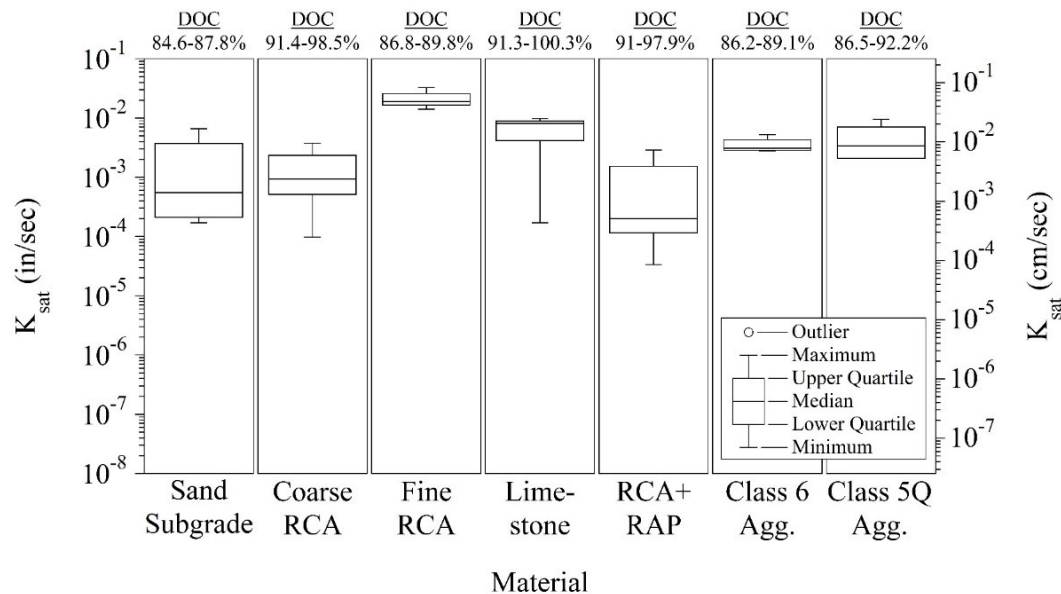 DOC DOC DOC DOC DOC DOC DOC
84.6-87.8% 91.4-98.5% 86.8-89.8% 91.3-100.3% 91-97.9% 86.2-89.1% 86.5-92.2%
K_sat (in/sec)
10^-1
10^-2
10^-3
10^-4
10^-5
10^-6
10^-7
10^-8
K_sat (cm/sec)
10^-1
10^-2
10^-3
10^-4
10^-5
10^-6
10^-7
Outlier
Maximum
Upper Quartile
Median
Lower Quartile
Minimum
Sand Coarse Fine Lime- RCA+ Class 6 Class 5Q
Subgrade RCA RCA stone RAP Agg. Agg.
Material